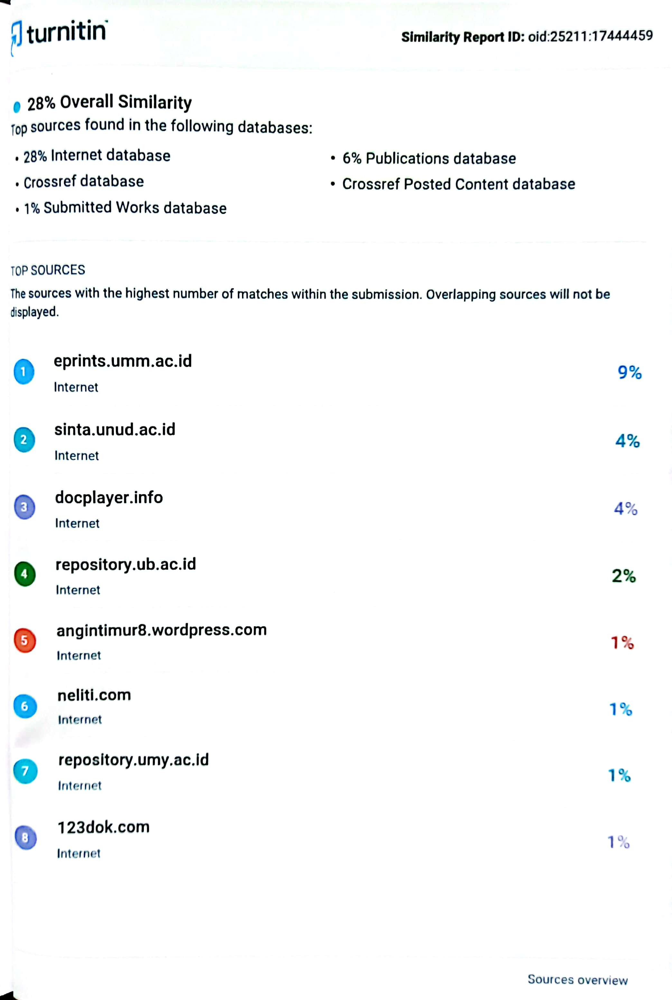 turnitin
Similarity Report ID: oid:25211:17444459
28% Overall Similarity
Top sources found in the following databases:
• 28% Internet database
• 6% Publications database
• Crossref database
• Crossref Posted Content database
• 1% Submitted Works database
TOP SOURCES
The sources with the highest number of matches within the submission. Overlapping sources will not be
displayed.
1
eprints.umm.ac.id
9%
Internet
2
sinta.unud.ac.id
4%
Internet
3
docplayer.info
4%
Internet
4
repository.ub.ac.id
2%
Internet
5
angintimur8.wordpress.com
1%
Internet
6
neliti.com
1%
Internet
7
repository.umy.ac.id
1%
Internet
8
123dok.com
1%
Internet
Sources overview